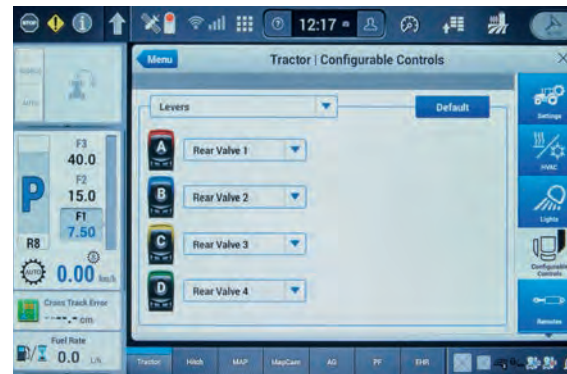 STOP
12:17
Menu
Tractor | Configurable Controls
AUTO
Levers
Default
Settings
F3
40.0
A
Rear Valve 1
HVAC
F2
15.0
P
B
Rear Valve 2
F1
7.50
Lights
R8
C
Rear Valve 3
AUTO
0.00 km/h
Configurable
Controls
D
Rear Valve 4
Cross Track Error
--.- cm
Remotes
Fuel Rate
0.0 L/h
Tractor
Hitch
MAP
MapCam
AG
PF
EHR